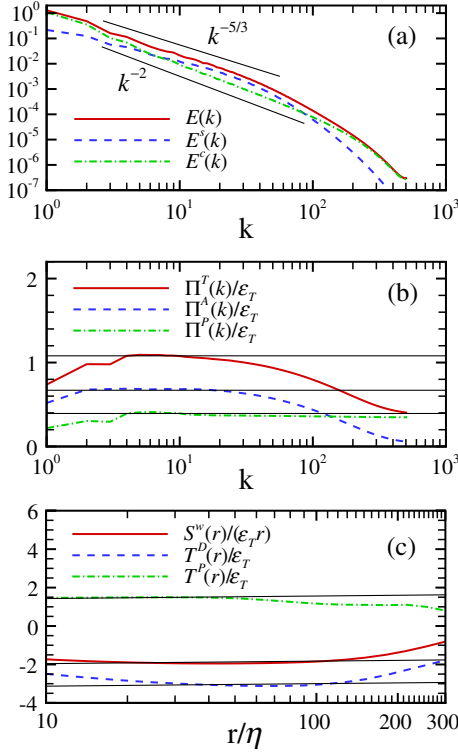 10^0
10^-1
10^-2
10^-3
10^-4
10^-5
10^-6
10^-7
(a)
k^-5/3
k^-2
E(k)
E^s(k)
E^c(k)
10^0 10^1 10^2 10^3
k
2
1
0
(b)
Π^T(k)/ε_T
Π^A(k)/ε_T
Π^P(k)/ε_T
10^0 10^1 10^2 10^3
k
6
4
2
0
-2
-4
(c)
S^w(r)/(ε_T r)
T^D(r)/ε_T
T^P(r)/ε_T
10 100 200 300
r/η